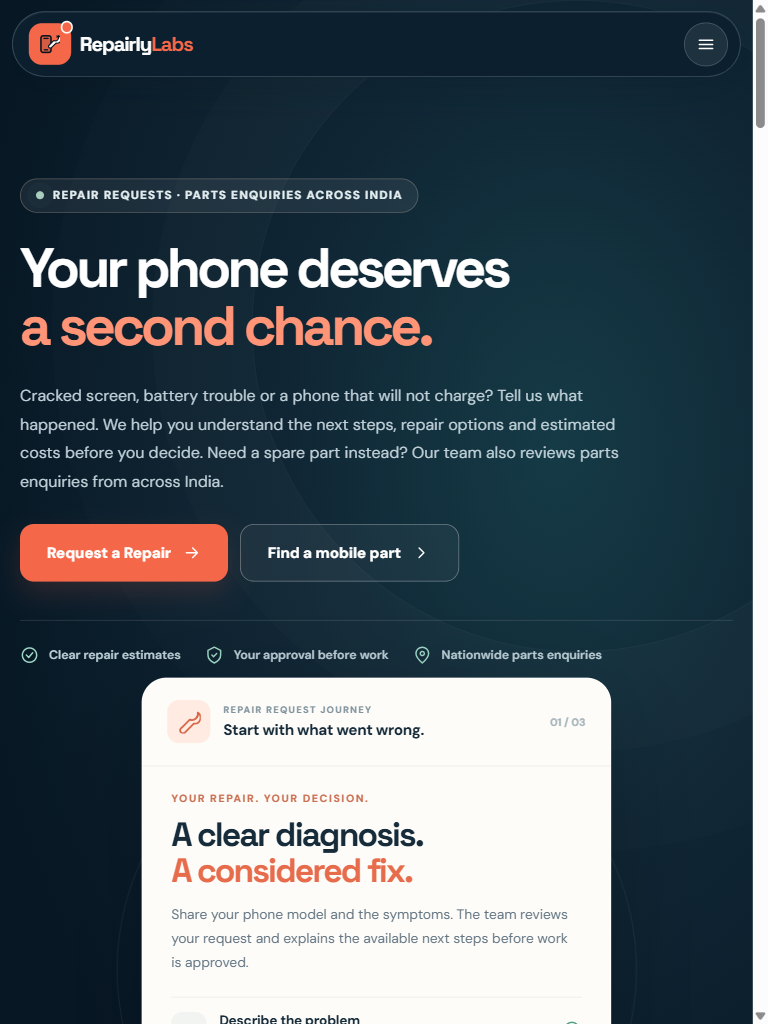 RepairlyLabs
REPAIR REQUESTS · PARTS ENQUIRIES ACROSS INDIA
Your phone deserves
a second chance.
Cracked screen, battery trouble or a phone that will not charge? Tell us what
happened. We help you understand the next steps, repair options and estimated
costs before you decide. Need a spare part instead? Our team also reviews parts
enquiries from across India.
Request a Repair
Find a mobile part
Clear repair estimates
Your approval before work
Nationwide parts enquiries
REPAIR REQUEST JOURNEY
Start with what went wrong.
01 / 03
YOUR REPAIR. YOUR DECISION.
A clear diagnosis.
A considered fix.
Share your phone model and the symptoms. The team reviews
your request and explains the available next steps before work
is approved.
Describe the problem